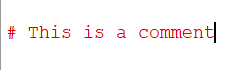 # This is a comment